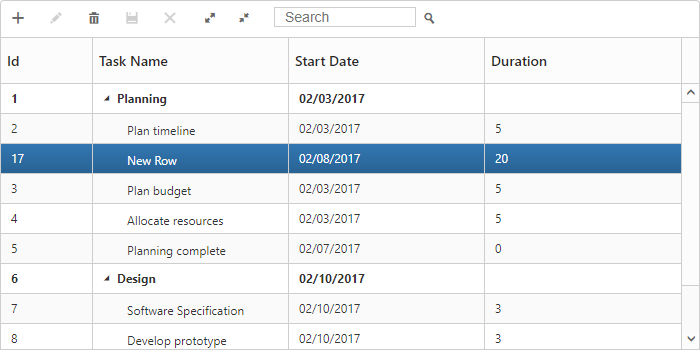 Search
Id Task Name Start Date Duration
1 Planning 02/03/2017
2 Plan timeline 02/03/2017 5
17 New Row 02/08/2017 20
3 Plan budget 02/03/2017 5
4 Allocate resources 02/03/2017 5
5 Planning complete 02/07/2017 0
6 Design 02/10/2017
7 Software Specification 02/10/2017 3
8 Develop prototype 02/10/2017 3